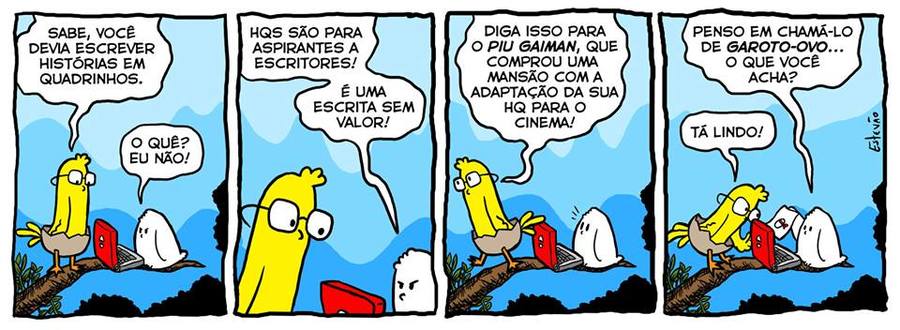 SABE, VOCÊ
DEVIA ESCREVER
HISTÓRIAS EM
QUADRINHOS.
O QUÊ?
EU NÃO!
HQS SÃO PARA
ASPIRANTES A
ESCRITORES!
É UMA
ESCRITA SEM
VALOR!
DIGA ISSO PARA
O PIU GAIMAN, QUE
COMPROU UMA
MANSÃO COM A
ADAPTAÇÃO DA SUA
HQ PARA O
CINEMA!
PENSO EM CHAMÁ-LO
DE GAROTO-OVO...
O QUE VOCÊ
ACHA?
TÁ LINDO!
ESTEVÃO